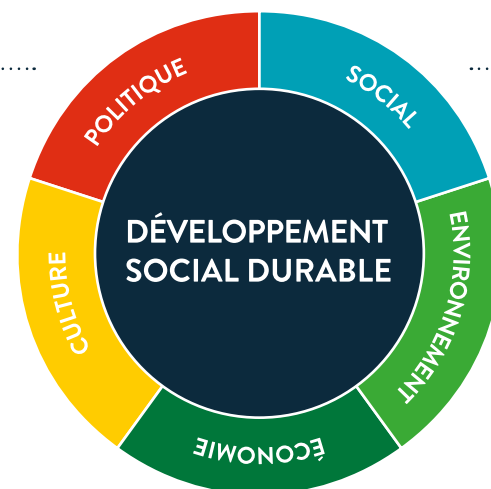 POLITIQUE
SOCIAL
ENVIRONNEMENT
ÉCONOMIE
CULTURE
DÉVELOPPEMENT
SOCIAL DURABLE